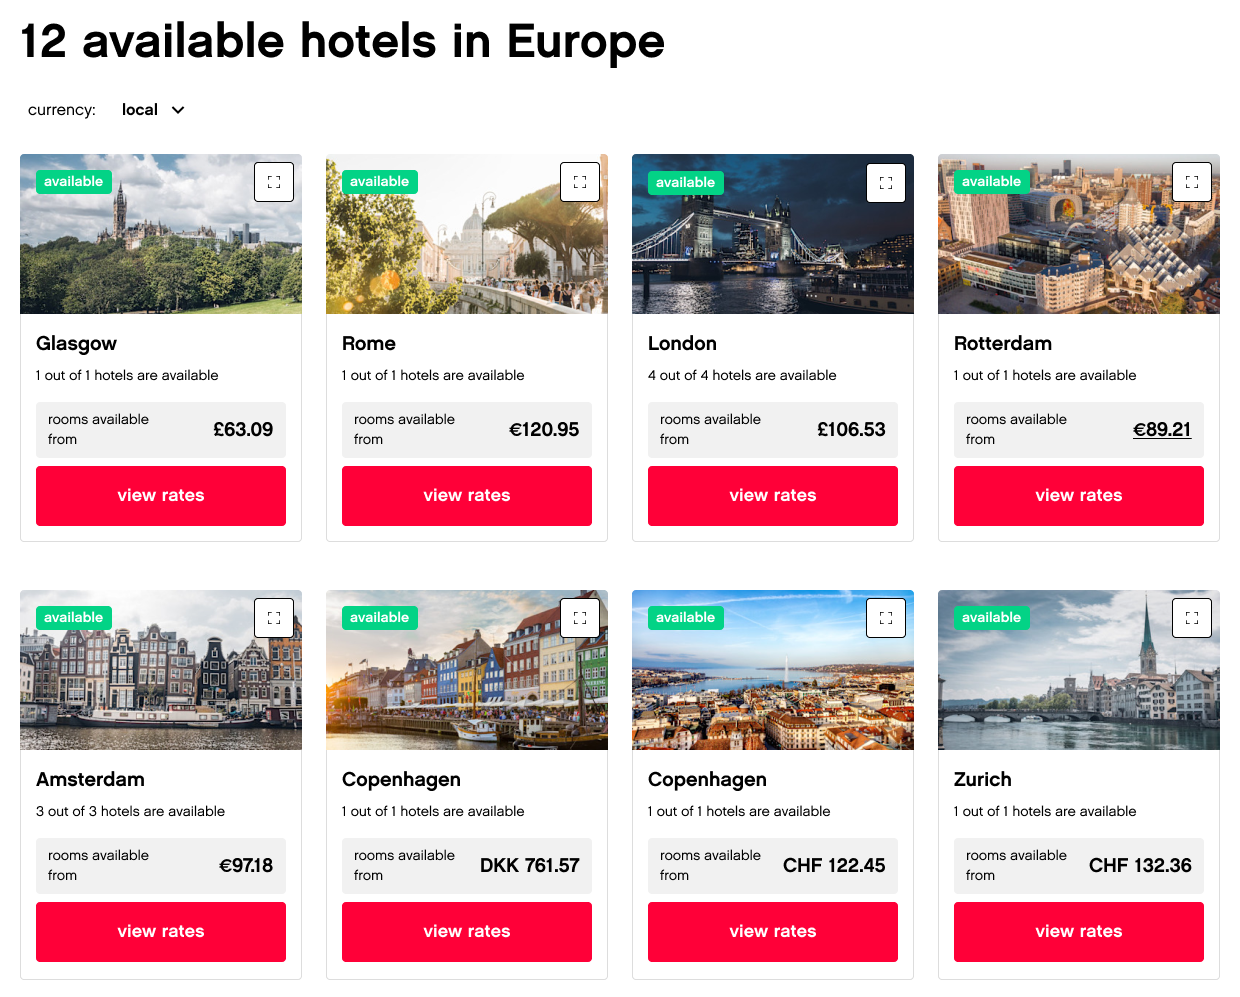 12 available hotels in Europe
currency: local
available
available
available
available
Glasgow
1 out of 1 hotels are available
rooms available
from
£63.09
view rates
Rome
1 out of 1 hotels are available
rooms available
from
€120.95
view rates
London
4 out of 4 hotels are available
rooms available
from
£106.53
view rates
Rotterdam
1 out of 1 hotels are available
rooms available
from
€89.21
view rates
available
available
available
available
Amsterdam
3 out of 3 hotels are available
rooms available
from
€97.18
view rates
Copenhagen
1 out of 1 hotels are available
rooms available
from
DKK 761.57
view rates
Copenhagen
1 out of 1 hotels are available
rooms available
from
CHF 122.45
view rates
Zurich
1 out of 1 hotels are available
rooms available
from
CHF 132.36
view rates